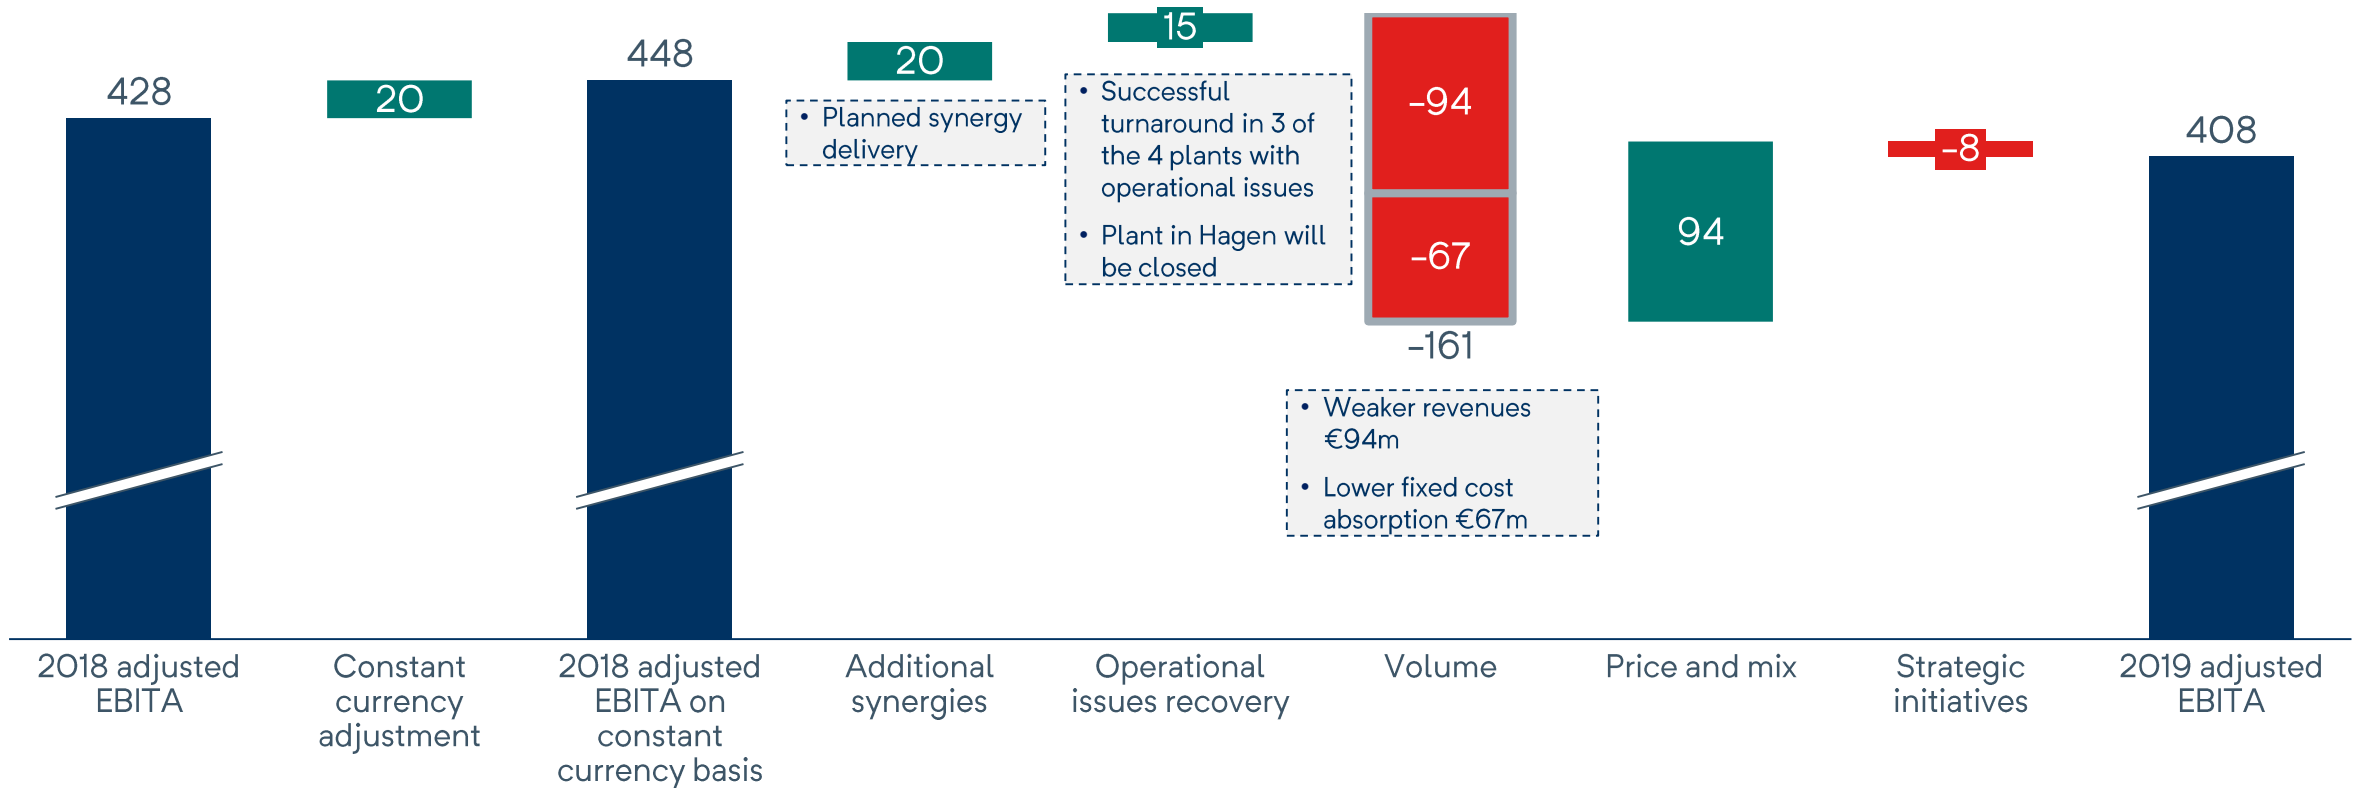 428
20
448
20
• Planned synergy
delivery
15
• Successful
turnaround in 3 of
the 4 plants with
operational issues
• Plant in Hagen will
be closed
-94
-67
-161
• Weaker revenues
€94m
• Lower fixed cost
absorption €67m
94
-8
408
2018 adjusted
EBITA
Constant
currency
adjustment
2018 adjusted
EBITA on
constant
currency basis
Additional
synergies
Operational
issues recovery
Volume
Price and mix
Strategic
initiatives
2019 adjusted
EBITA